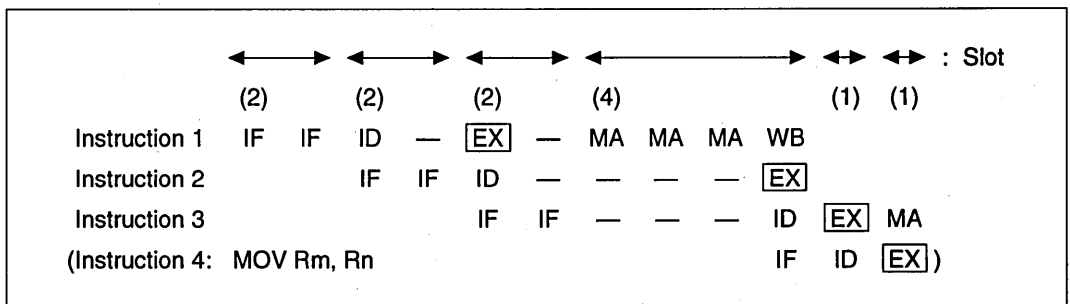 : Slot
(2) (2) (2) (4) (1) (1)
Instruction 1 IF IF ID — EX — MA MA MA WB
Instruction 2 IF IF ID — — — — EX
Instruction 3 IF IF — — — ID EX MA
(Instruction 4: MOV Rm, Rn IF ID EX )